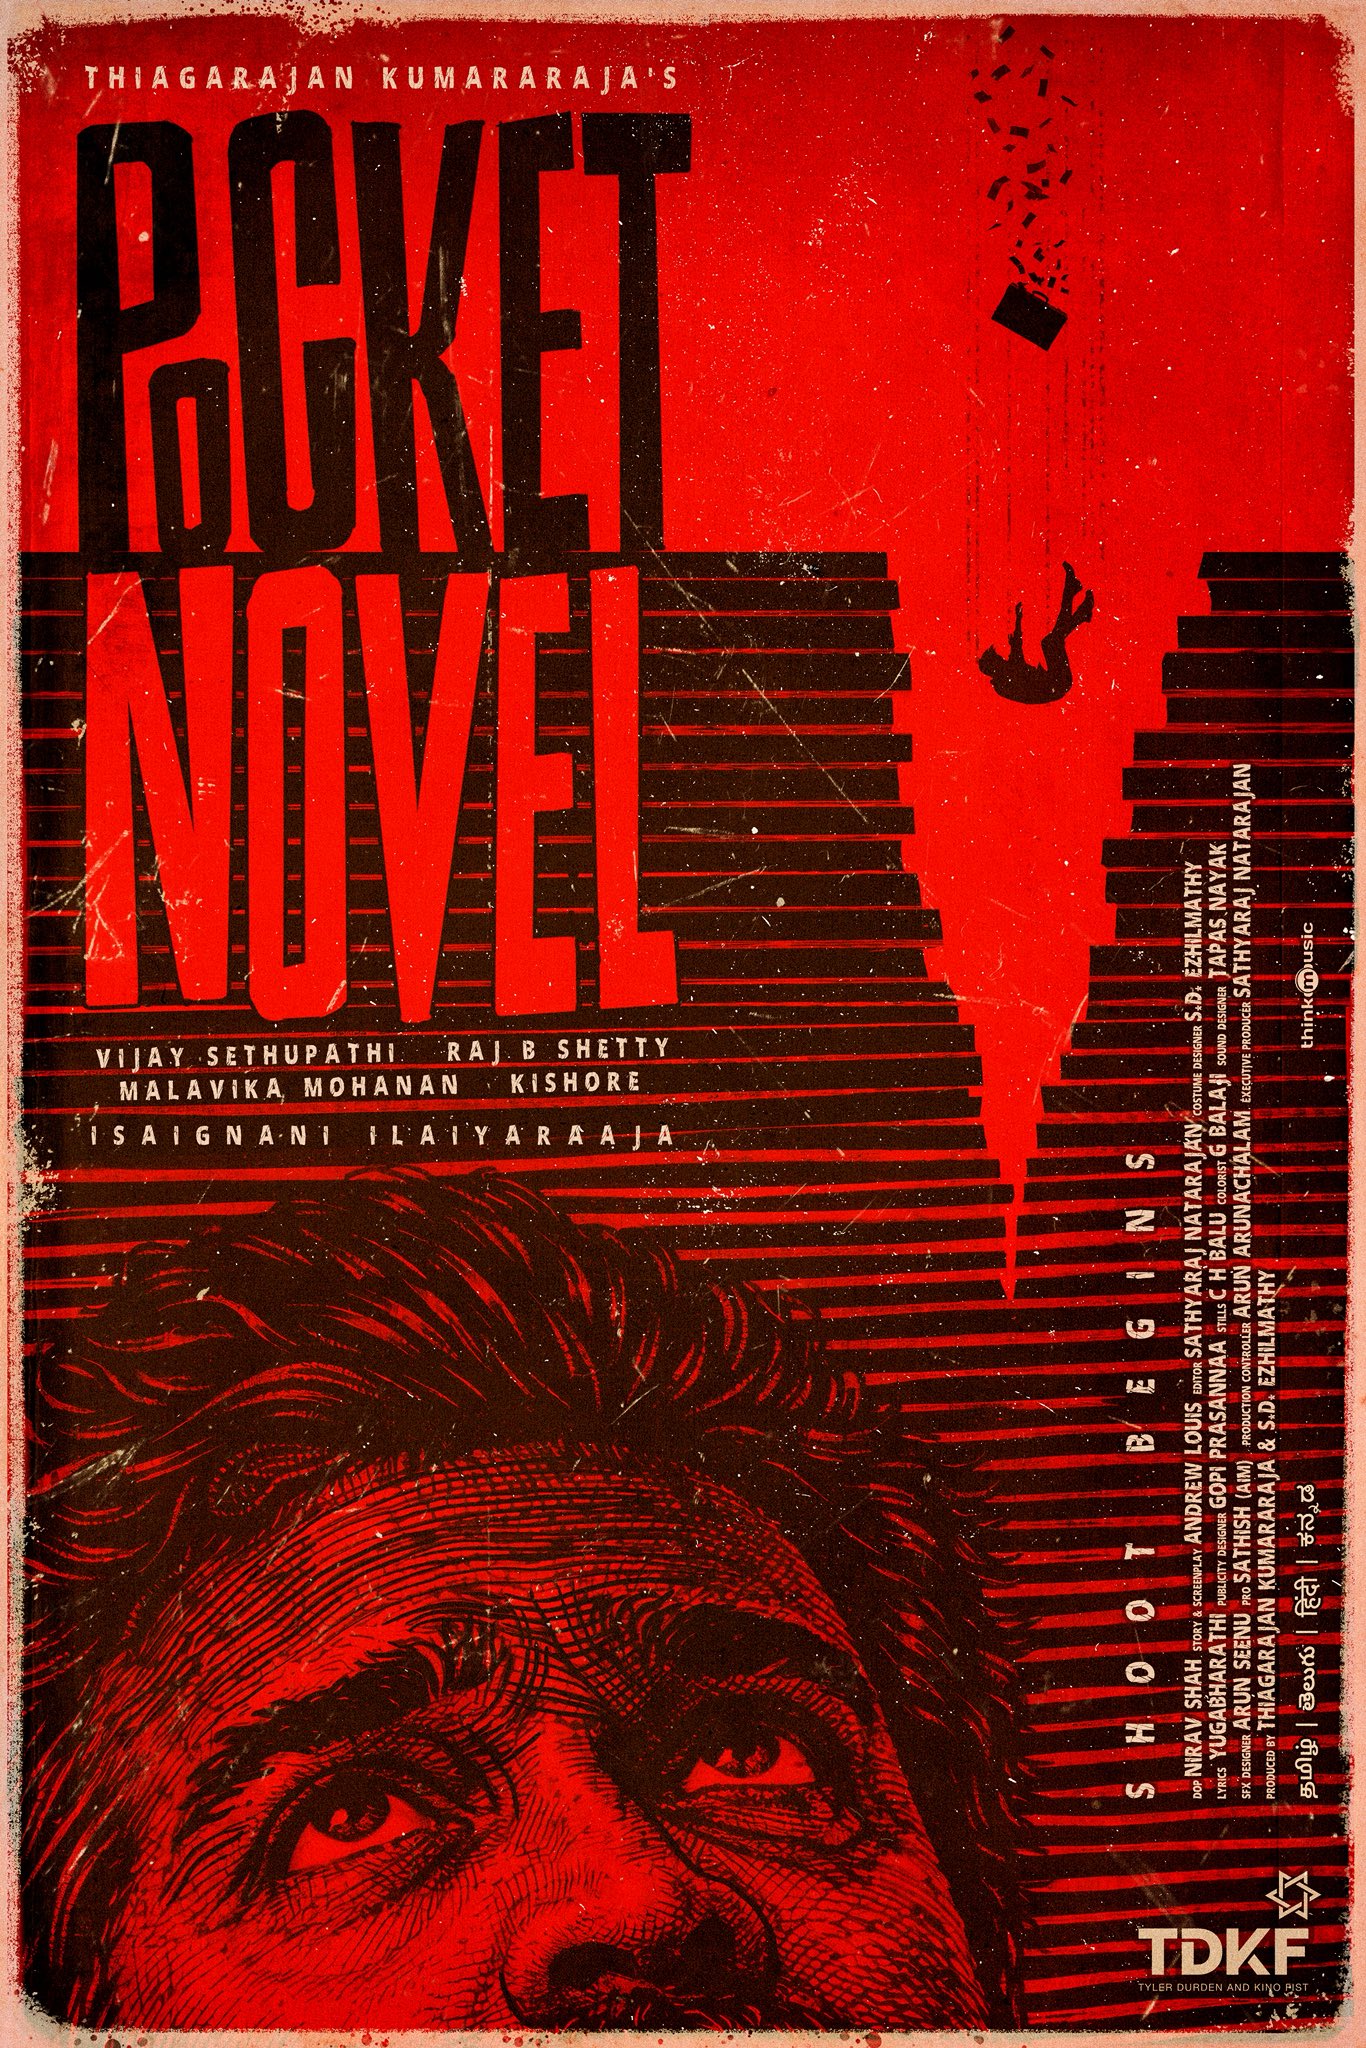 THIAGARAJAN KUMARARAJA'S
POCKET
NOVEL
VIJAY SETHUPATHI RAJ B SHETTY
MALAVIKA MOHANAN KISHORE
ISAIGNANI ILAIYARAAJA
SHOOT BEGINS
DOP NIRAV SHAH STORY & SCREENPLAY ANDREW LOUIS EDITOR SATHYARAJ NATARAJAN COSTUME DESIGNER S.D. EZHILMATHY
LYRICS YUGABHARATHI PUBLICITY DESIGNER GOPI PRASANNAA STILLS C H BALU COLORIST G BALAJI SOUND DESIGNER TAPAS NAYAK
SFX DESIGNER ARUN SEENU PRO SATHISH (AIM) PRODUCTION CONTROLLER ARUN ARUNACHALAM EXECUTIVE PRODUCER SATHYARAJ NATARAJAN
PRODUCED BY THIAGARAJAN KUMARARAJA & S.D. EZHILMATHY
தமிழ் | తెలుగు | हिंदी | ಕನ್ನಡ
think music
TDKF
TYLER DURDEN AND KINO FIST